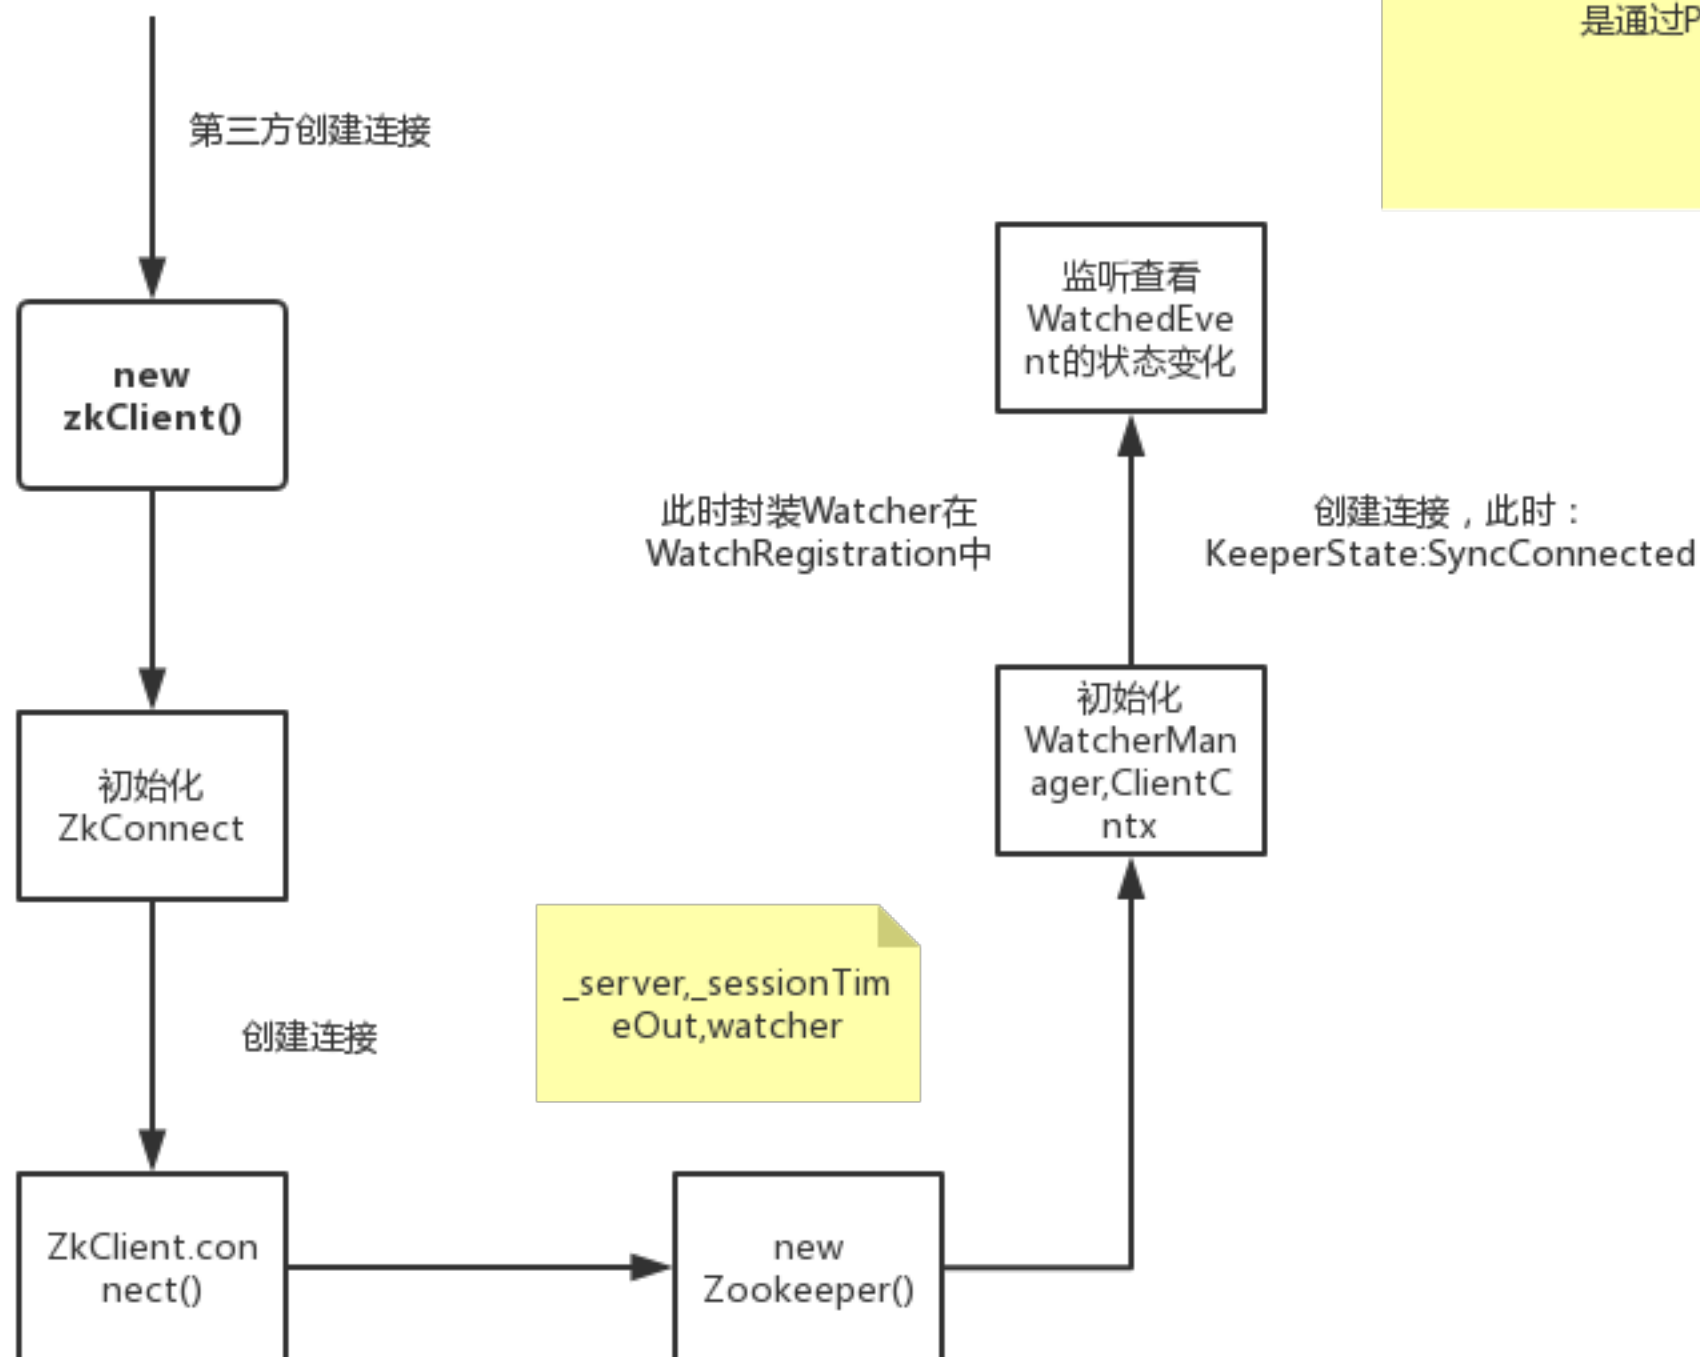 是通过P
第三方创建连接
new
zkClient()
监听查看
WatchedEve
nt的状态变化
此时封装Watcher在
WatchRegistration中
创建连接，此时：
KeeperState:SyncConnected
初始化
WatcherMan
ager,ClientC
ntx
初始化
ZkConnect
_server,_sessionTim
eOut,watcher
创建连接
ZkClient.con
nect()
new
Zookeeper()